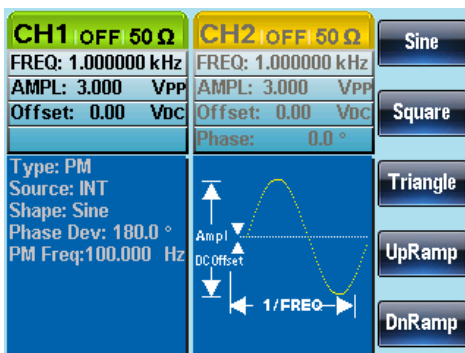 CH1 OFF 50 Ω
FREQ: 1.000000 kHz
AMPL: 3.000 VPP
Offset: 0.00 VDC
CH2 OFF 50 Ω
FREQ: 1.000000 kHz
AMPL: 3.000 VPP
Offset: 0.00 VDC
Phase: 0.0 °
Type: PM
Source: INT
Shape: Sine
Phase Dev: 180.0 °
PM Freq:100.000 Hz
Ampl
DC Offset
1/FREQ
Sine
Square
Triangle
UpRamp
DnRamp